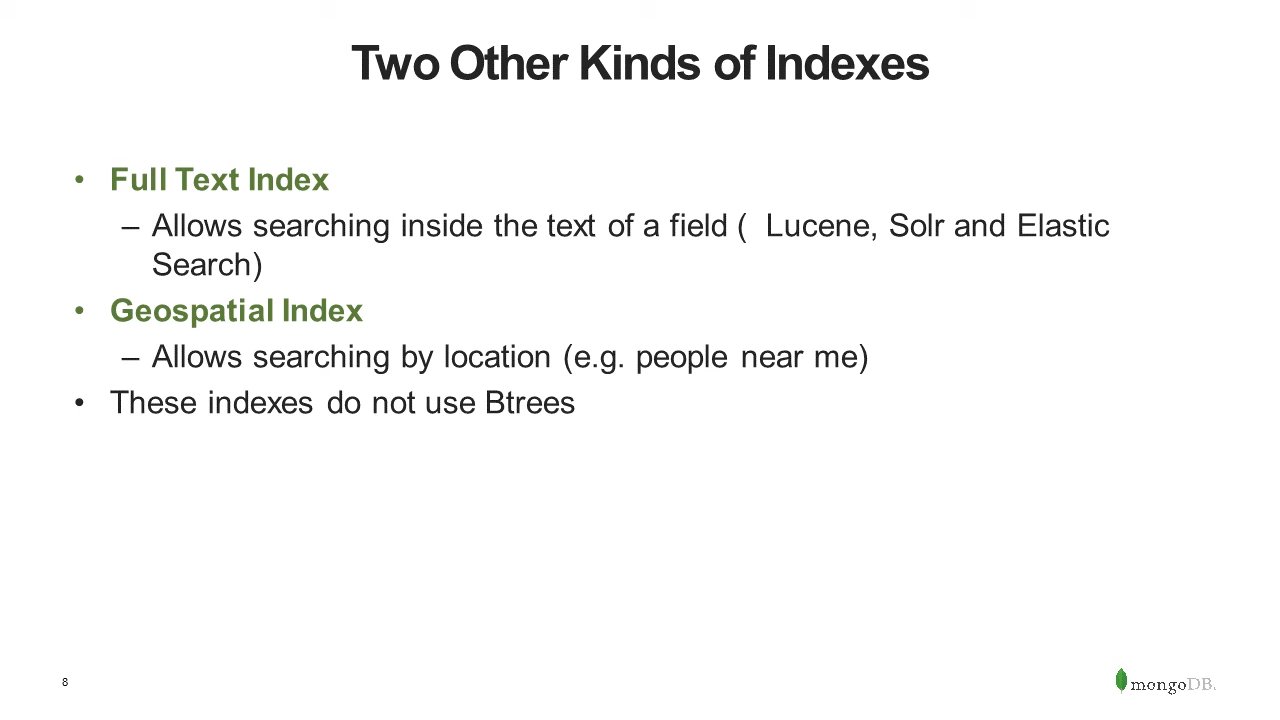 Two Other Kinds of Indexes
• Full Text Index
– Allows searching inside the text of a field ( Lucene, Solr and Elastic
Search)
• Geospatial Index
– Allows searching by location (e.g. people near me)
• These indexes do not use Btrees
8
mongoDB.